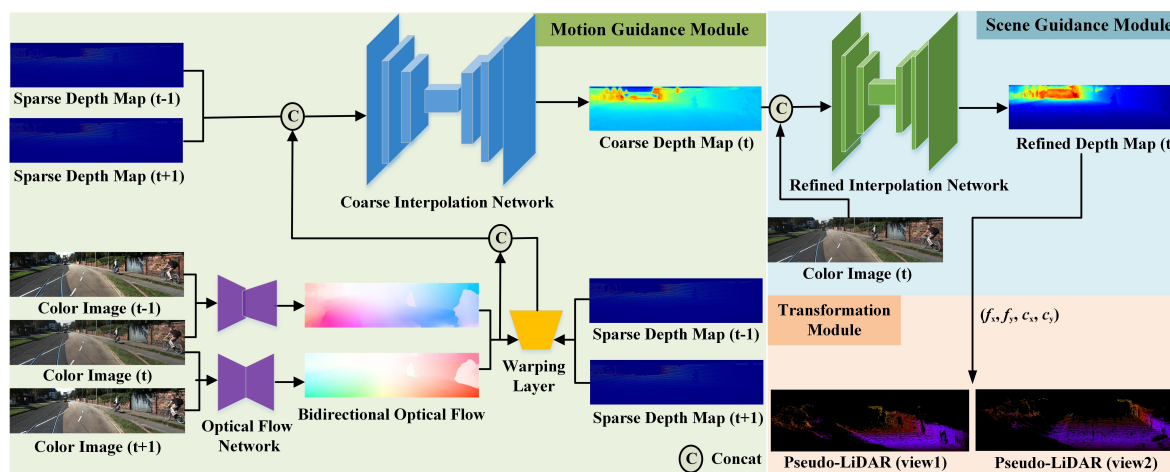 Motion Guidance Module
Scene Guidance Module
Sparse Depth Map (t-1)
Sparse Depth Map (t+1)
C
Coarse Interpolation Network
Coarse Depth Map (t)
C
Refined Interpolation Network
Refined Depth Map (t
Color Image (t)
C
Color Image (t-1)
Color Image (t)
Color Image (t+1)
Optical Flow
Network
Bidirectional Optical Flow
Warping
Layer
Sparse Depth Map (t-1)
Sparse Depth Map (t+1)
C Concat
Transformation
Module
(fx, fy, cx, cy)
Pseudo-LiDAR (view1)
Pseudo-LiDAR (view2)